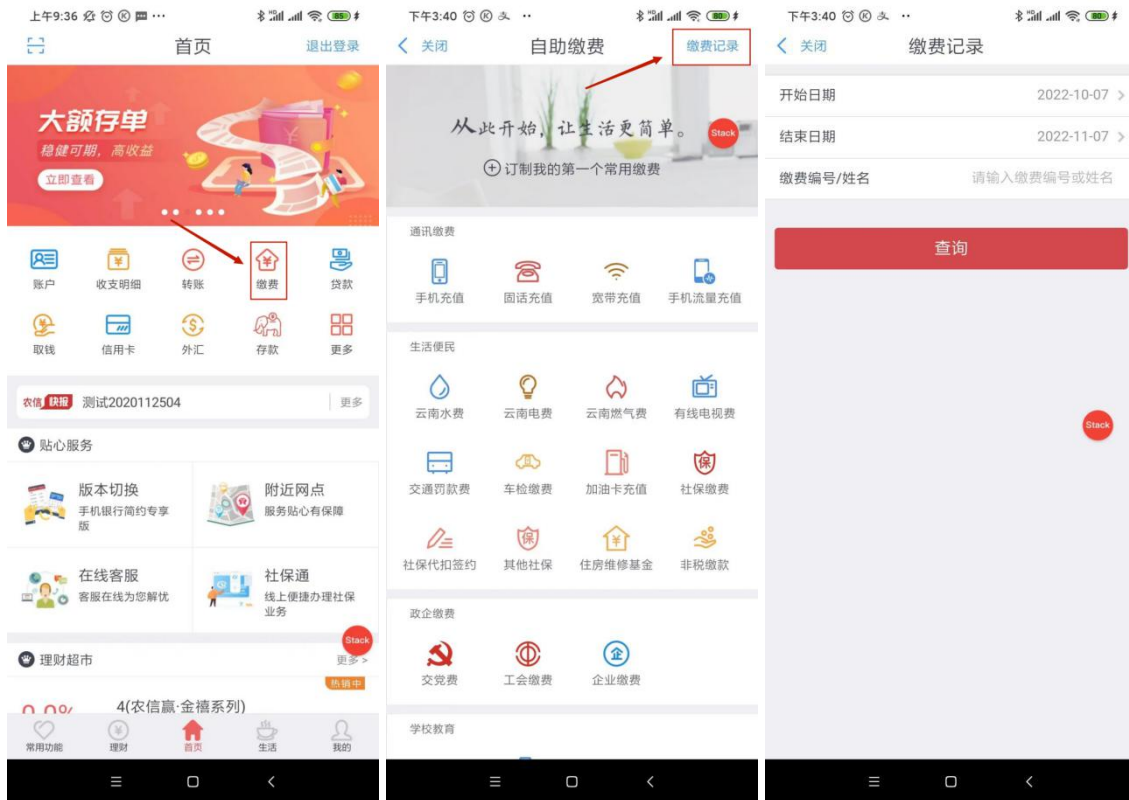 上午9:36
85
首页
退出登录
大额存单
稳健可期，高收益
立即查看
账户
收支明细
转账
缴费
贷款
取钱
信用卡
外汇
存款
更多
农信 快报 测试2020112504
更多
贴心服务
版本切换
手机银行简约专享
版
附近网点
服务贴心有保障
在线客服
客服在线为您解忧
社保通
线上便捷办理社保
业务
Stack
理财超市
更多 >
热销中
4(农信赢·金禧系列)
常用功能
理财
首页
生活
我的
下午3:40
80
关闭
自助缴费
缴费记录
从此开始，让生活更简单。
Stack
订制我的第一个常用缴费
通讯缴费
手机充值
固话充值
宽带充值
手机流量充值
生活便民
云南水费
云南电费
云南燃气费
有线电视费
交通罚款费
车检缴费
加油卡充值
社保缴费
社保代扣签约
其他社保
住房维修基金
非税缴款
政企缴费
交党费
工会缴费
企业缴费
学校教育
下午3:40
80
关闭
缴费记录
开始日期
2022-10-07
结束日期
2022-11-07
缴费编号/姓名
请输入缴费编号或姓名
查询
Stack